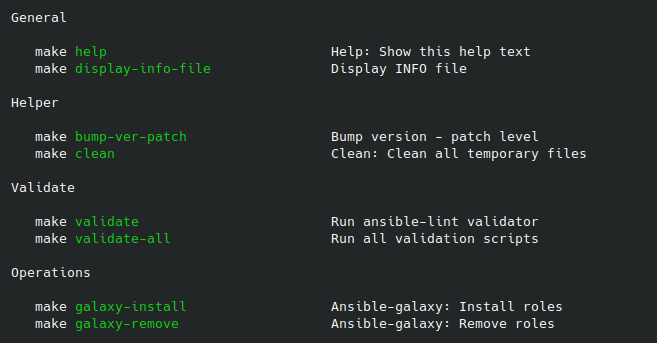 General
make help Help: Show this help text
make display-info-file Display INFO file
Helper
make bump-ver-patch Bump version - patch level
make clean Clean: Clean all temporary files
Validate
make validate Run ansible-lint validator
make validate-all Run all validation scripts
Operations
make galaxy-install Ansible-galaxy: Install roles
make galaxy-remove Ansible-galaxy: Remove roles